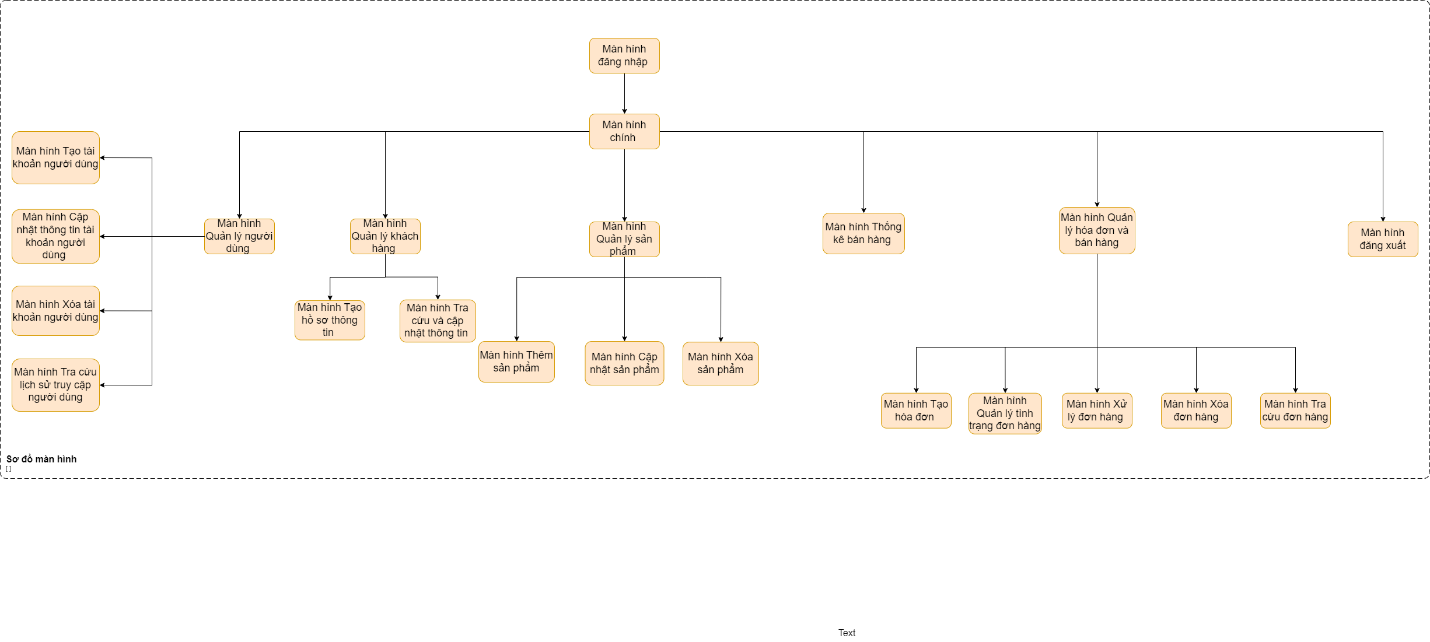 Màn hình
đăng nhập
Màn hình
chính
Màn hình Tạo tài
khoản người dùng
Màn hình Cập
nhật thông tin tài
khoản người
dùng
Màn hình Xóa tài
khoản người dùng
Màn hình Tra cứu
lịch sử truy cập
người dùng
Màn hình
Quản lý người
dùng
Màn hình
Quản lý khách
hàng
Màn hình
Quản lý sản
phẩm
Màn hình Thống
kê bán hàng
Màn hình Quản
lý hóa đơn và
bán hàng
Màn hình
đăng xuất
Màn hình Tạo
hồ sơ thông
tin
Màn hình Tra
cứu và cập
nhật thông tin
Màn hình Thêm
sản phẩm
Màn hình Cập
nhật sản phẩm
Màn hình Xóa
sản phẩm
Màn hình Tạo
hóa đơn
Màn hình
Quản lý tình
trạng đơn hàng
Màn hình Xử
lý đơn hàng
Màn hình Xóa
đơn hàng
Màn hình Tra
cứu đơn hàng
Sơ đồ màn hình
[ ]
Text